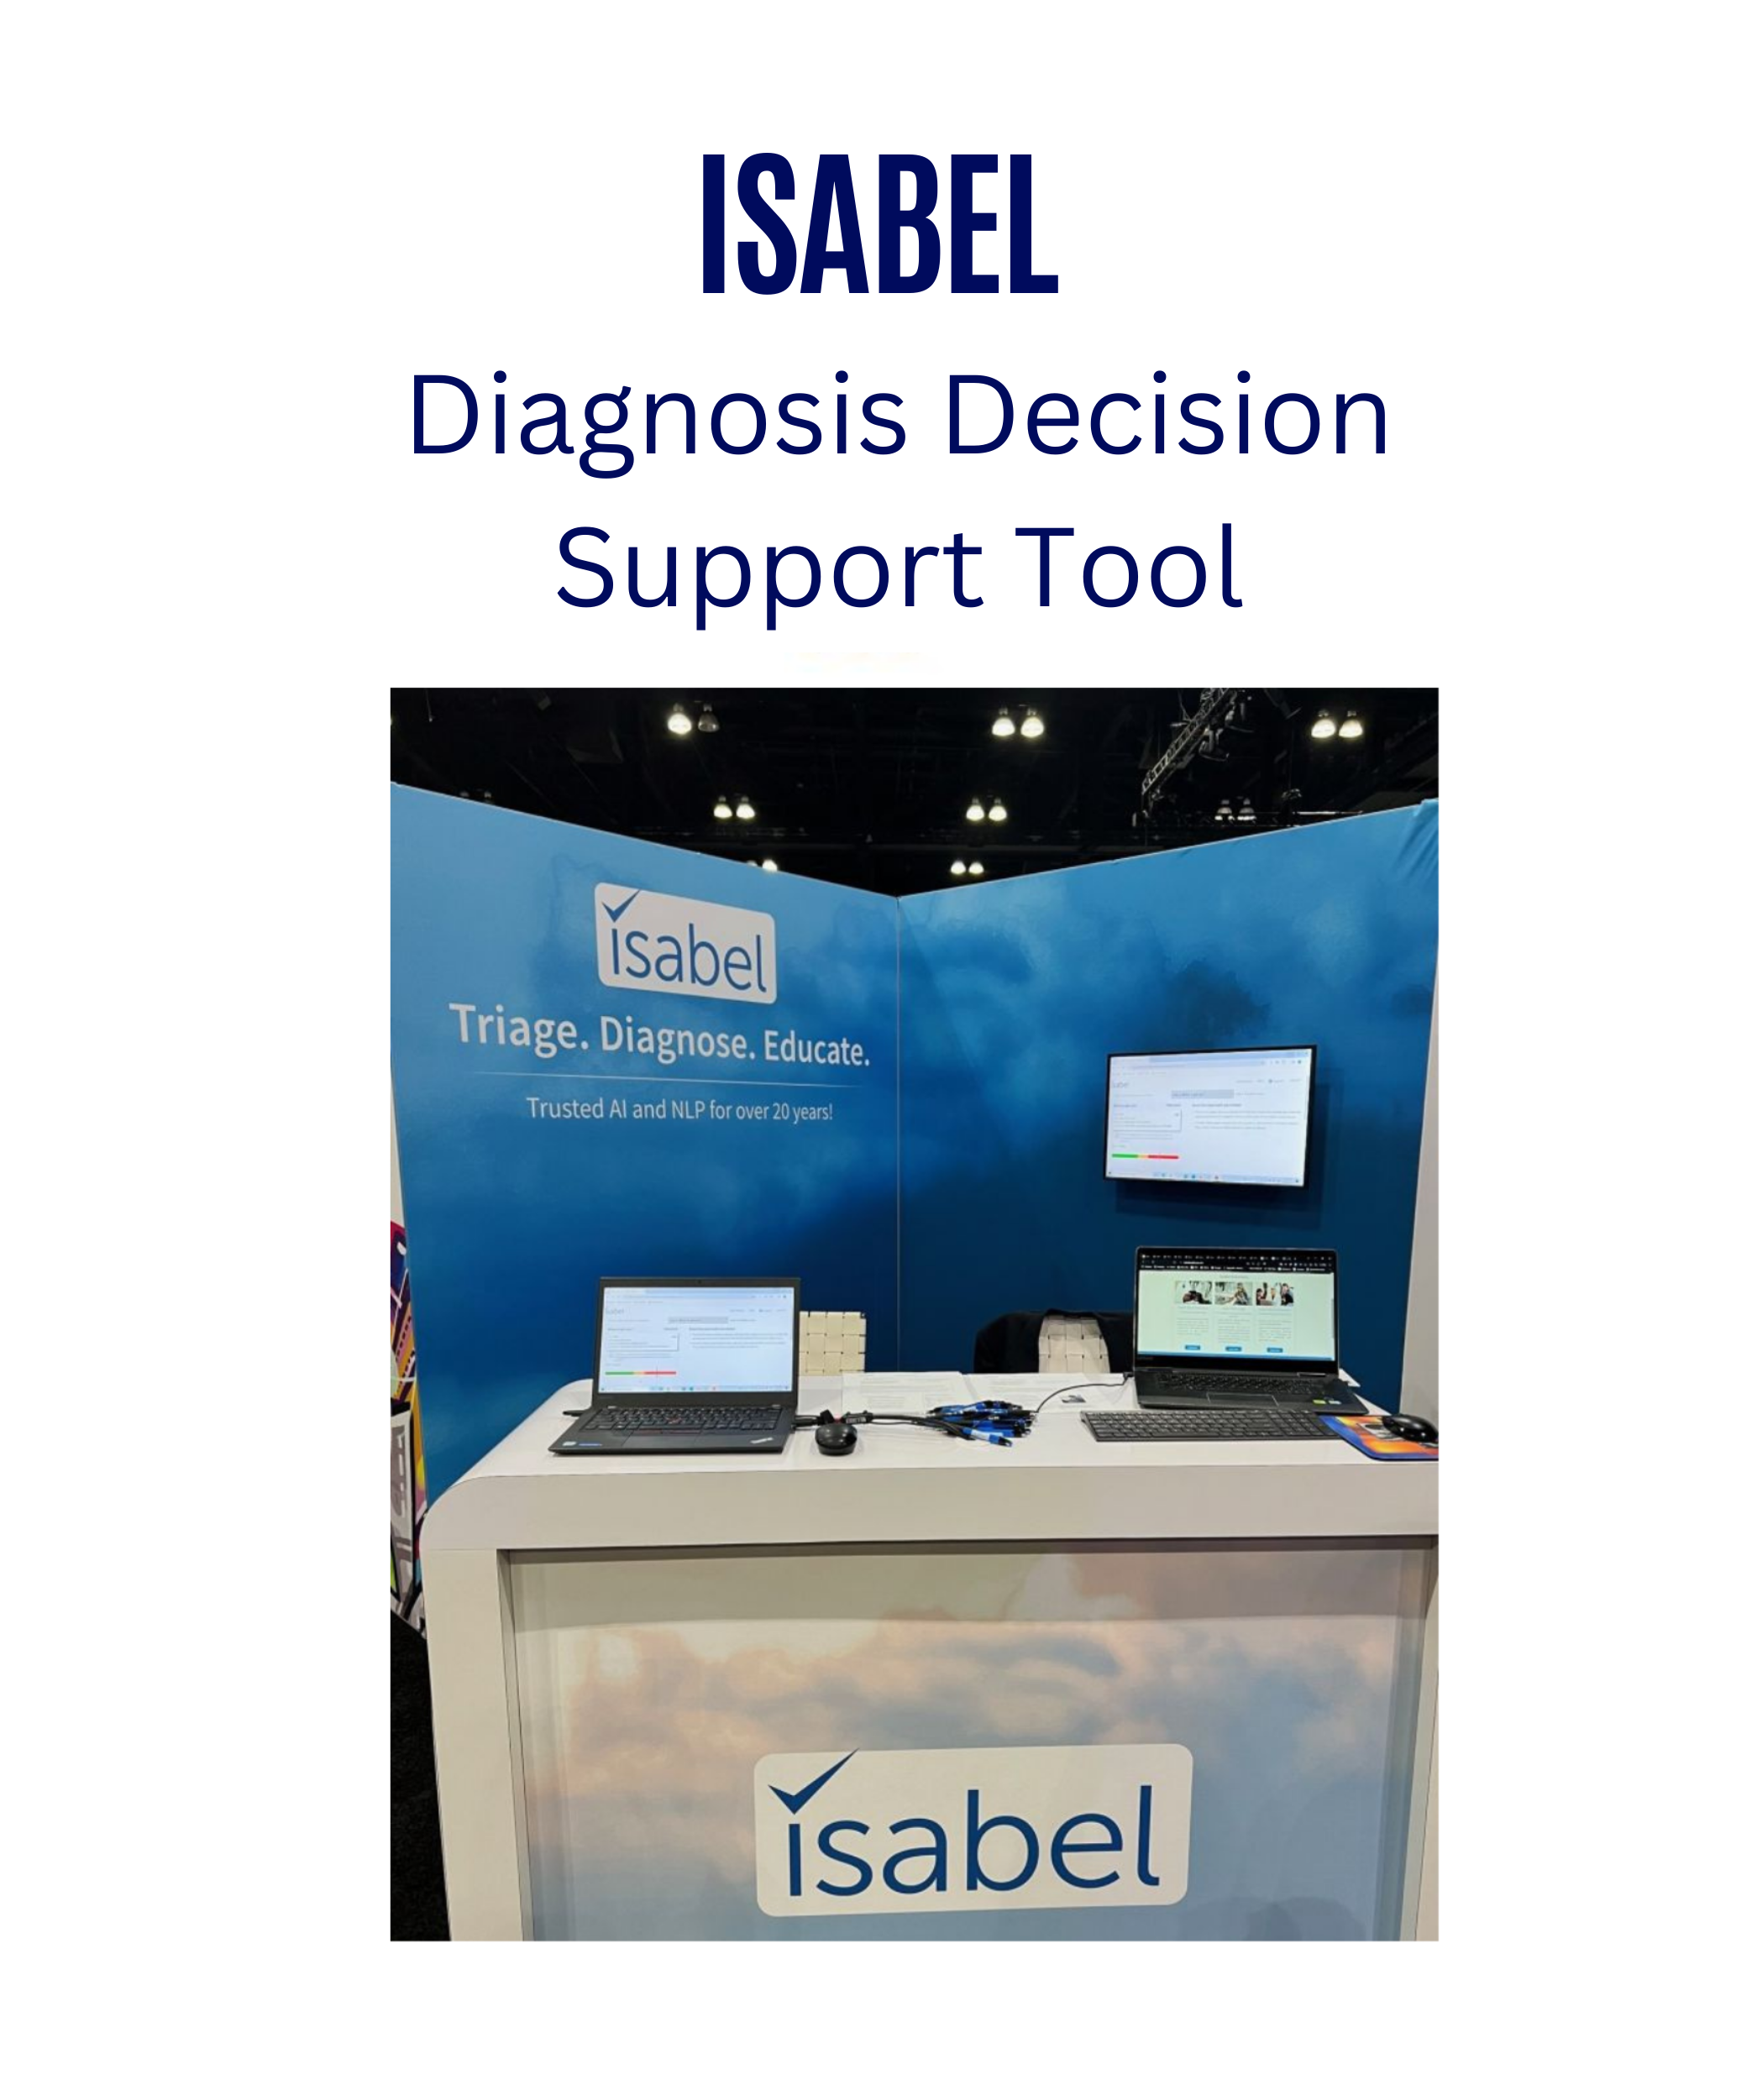 ISABEL
Diagnosis Decision
Support Tool
isabel
Triage. Diagnose. Educate.
Trusted AI and NLP for over 20 years!
isabel